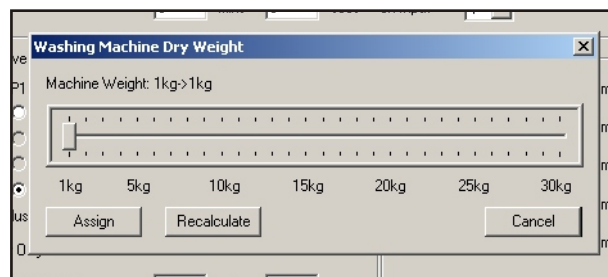 Washing Machine Dry Weight
Machine Weight: 1kg->1kg
1kg 5kg 10kg 15kg 20kg 25kg 30kg
Assign Recalculate Cancel